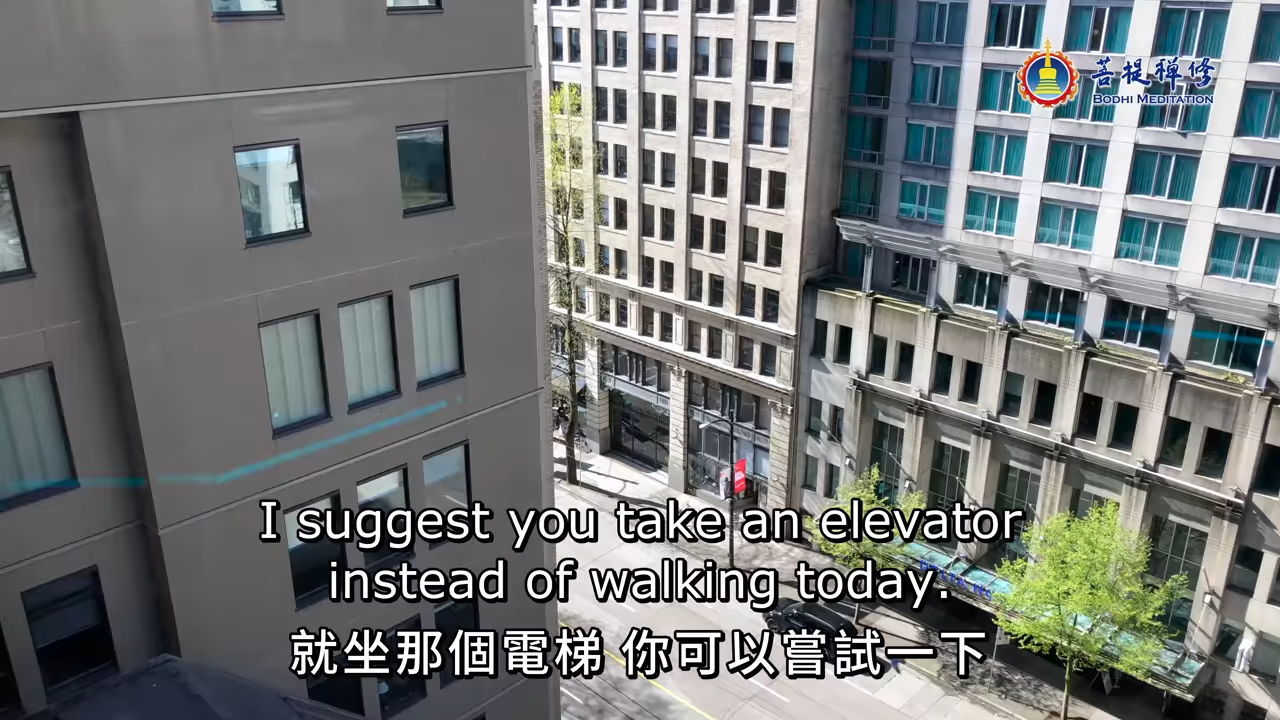 菩提禪修
BODHI MEDITATION
I suggest you take an elevator
instead of walking today.
就坐那個電梯 你可以嘗試一下